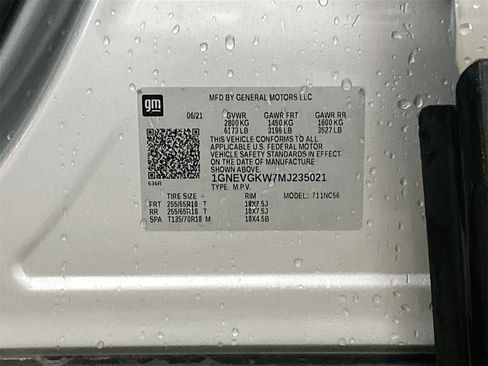 gm
MFD BY GENERAL MOTORS LLC
06/21 GVWR GAWR FRT GAWR RR
2800 KG 1450 KG 1600 KG
6173 LB 3196 LB 3527 LB
THIS VEHICLE CONFORMS TO ALL
APPLICABLE U.S. FEDERAL MOTOR
VEHICLE SAFETY STANDARDS IN EFFECT
ON THE DATE OF MANUFACTURE
SHOWN ABOVE.
1GNEVGKW7MJ235021
TYPE: M.P.V.
TIRE SIZE RIM MODEL: 711NC56
FRT 255/65R18 T 18X7.5J
RR 255/65R18 T 18X7.5J
SPA T135/70R18 M 18X4.5B